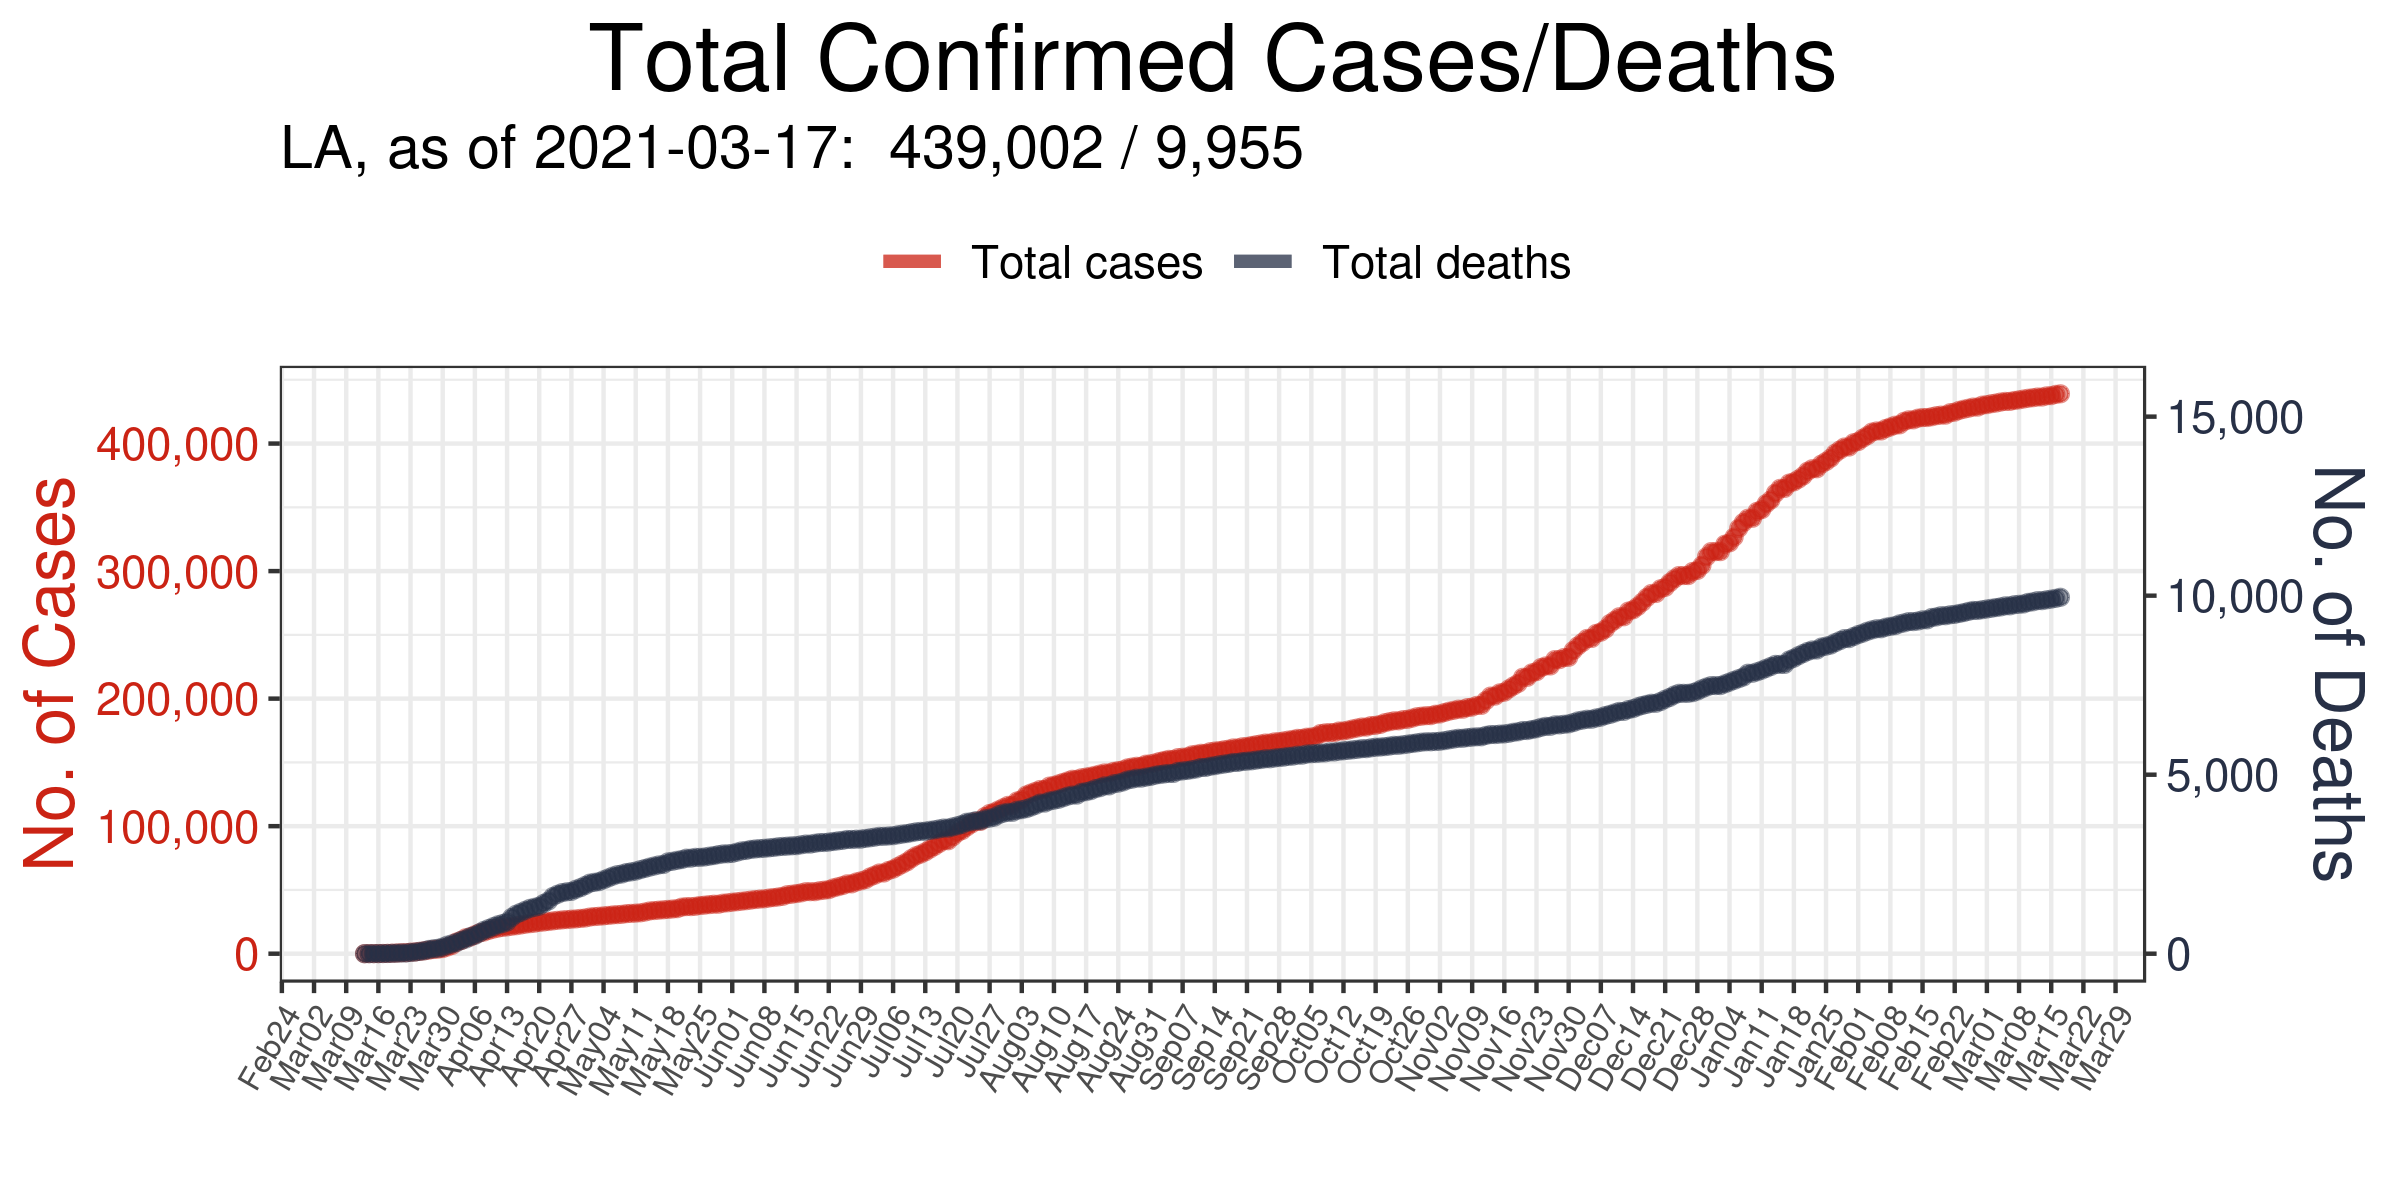 Total Confirmed Cases/Deaths
LA, as of 2021-03-17:  439,002 / 9,955
Total cases
Total deaths
No. of Cases
400,000
300,000
200,000
100,000
0
15,000
10,000
5,000
0
No. of Deaths
Feb24
Mar02
Mar09
Mar16
Mar23
Mar30
Apr06
Apr13
Apr20
Apr27
May04
May11
May18
May25
Jun01
Jun08
Jun15
Jun22
Jun29
Jul06
Jul13
Jul20
Jul27
Aug03
Aug10
Aug17
Aug24
Aug31
Sep07
Sep14
Sep21
Sep28
Oct05
Oct12
Oct19
Oct26
Nov02
Nov09
Nov16
Nov23
Nov30
Dec07
Dec14
Dec21
Dec28
Jan04
Jan11
Jan18
Jan25
Feb01
Feb08
Feb15
Feb22
Mar01
Mar08
Mar15
Mar22
Mar29